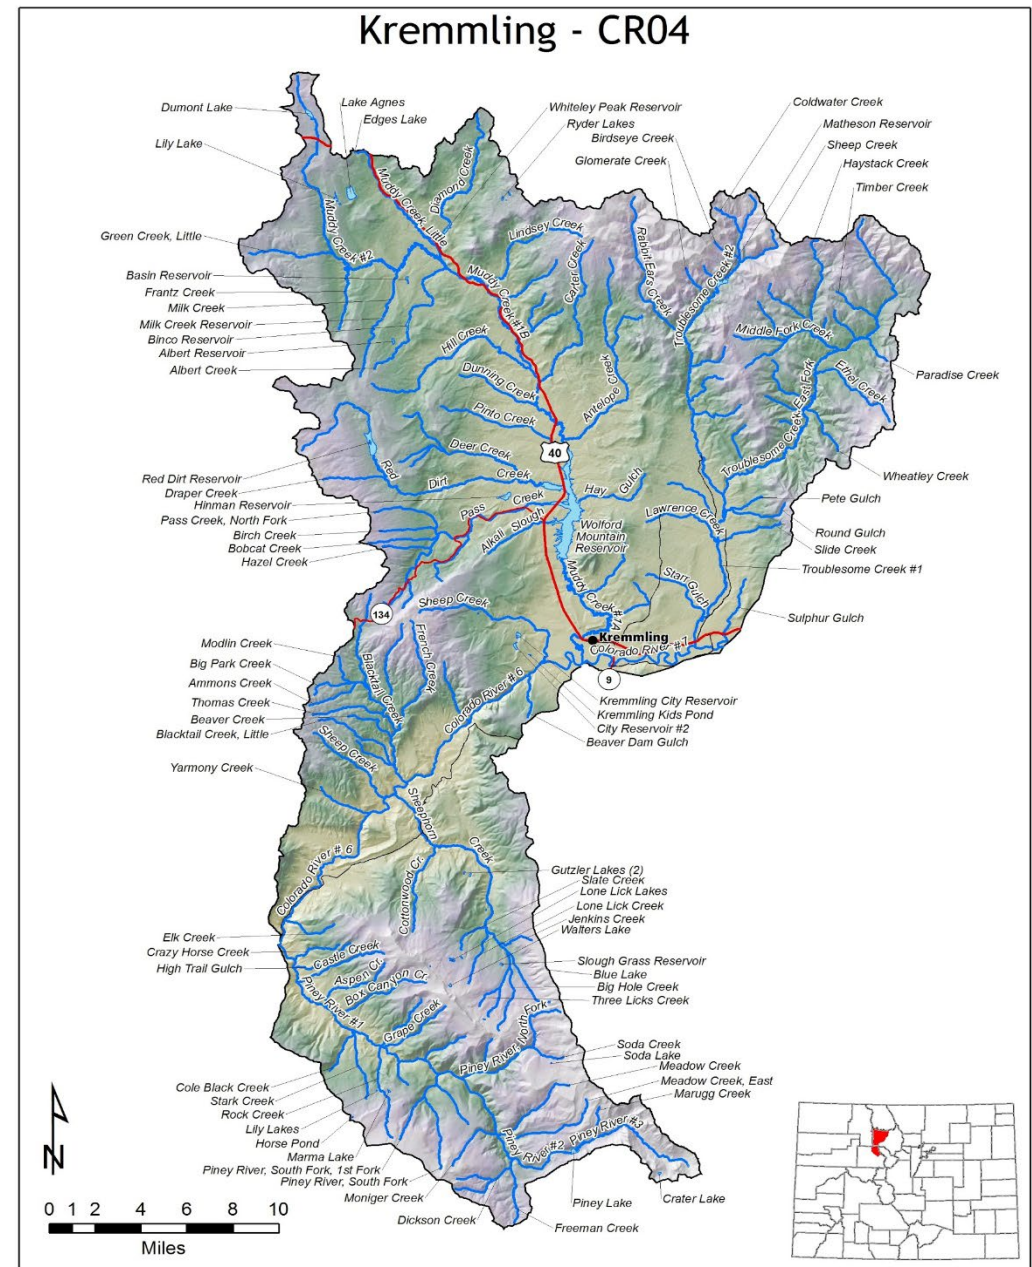 Kremmling - CR04
Dumont Lake
Lake Agnes
Edges Lake
Lily Lake
Whiteley Peak Reservoir
Ryder Lakes
Birdseye Creek
Glomerate Creek
Coldwater Creek
Matheson Reservoir
Sheep Creek
Haystack Creek
Timber Creek
Muddy Creek, Little
Diamond Creek
Muddy Creek #2
Lindsey Creek
Carter Creek
Rabbit Ears Creek
Troublesome Creek #2
Green Creek, Little
Basin Reservoir
Frantz Creek
Milk Creek
Milk Creek Reservoir
Binco Reservoir
Albert Reservoir
Albert Creek
Muddy Creek #1B
Hill Creek
Dunning Creek
Pinto Creek
Antelope Creek
Middle Fork Creek
Ethel Creek
Paradise Creek
Troublesome Creek, East Fork
Wheatley Creek
40
Deer Creek
Red Dirt Creek
Hay Gulch
Pass Creek
Alkali Slough
Wolford
Mountain
Reservoir
Lawrence Creek
Red Dirt Reservoir
Draper Creek
Hinman Reservoir
Pass Creek, North Fork
Birch Creek
Bobcat Creek
Hazel Creek
Pete Gulch
Round Gulch
Slide Creek
Troublesome Creek #1
Sulphur Gulch
Starr Gulch
Muddy Creek #1A
134
Sheep Creek
French Creek
Blacktail Creek
Kremmling
Colorado River #7
9
Colorado River # 6
Modlin Creek
Big Park Creek
Ammons Creek
Thomas Creek
Beaver Creek
Blacktail Creek, Little
Sheep Creek
Yarmony Creek
Kremmling City Reservoir
Kremmling Kids Pond
City Reservoir #2
Beaver Dam Gulch
Sheephorn Creek
Colorado River # 6
Cottonwood Cr.
Gutzler Lakes (2)
Slate Creek
Lone Lick Lakes
Lone Lick Creek
Jenkins Creek
Walters Lake
Slough Grass Reservoir
Blue Lake
Big Hole Creek
Three Licks Creek
Elk Creek
Crazy Horse Creek
High Trail Gulch
Castle Creek
Aspen Cr.
Box Canyon Cr.
Piney River #1
Grape Creek
Piney River, North Fork
Soda Creek
Soda Lake
Meadow Creek
Meadow Creek, East
Marugg Creek
Cole Black Creek
Stark Creek
Rock Creek
Lily Lakes
Horse Pond
Marma Lake
Piney River, South Fork, 1st Fork
Piney River, South Fork
Moniger Creek
Dickson Creek
Piney River #2
Piney River #3
Piney Lake
Crater Lake
Freeman Creek
N
0 1 2 4 6 8 10
Miles